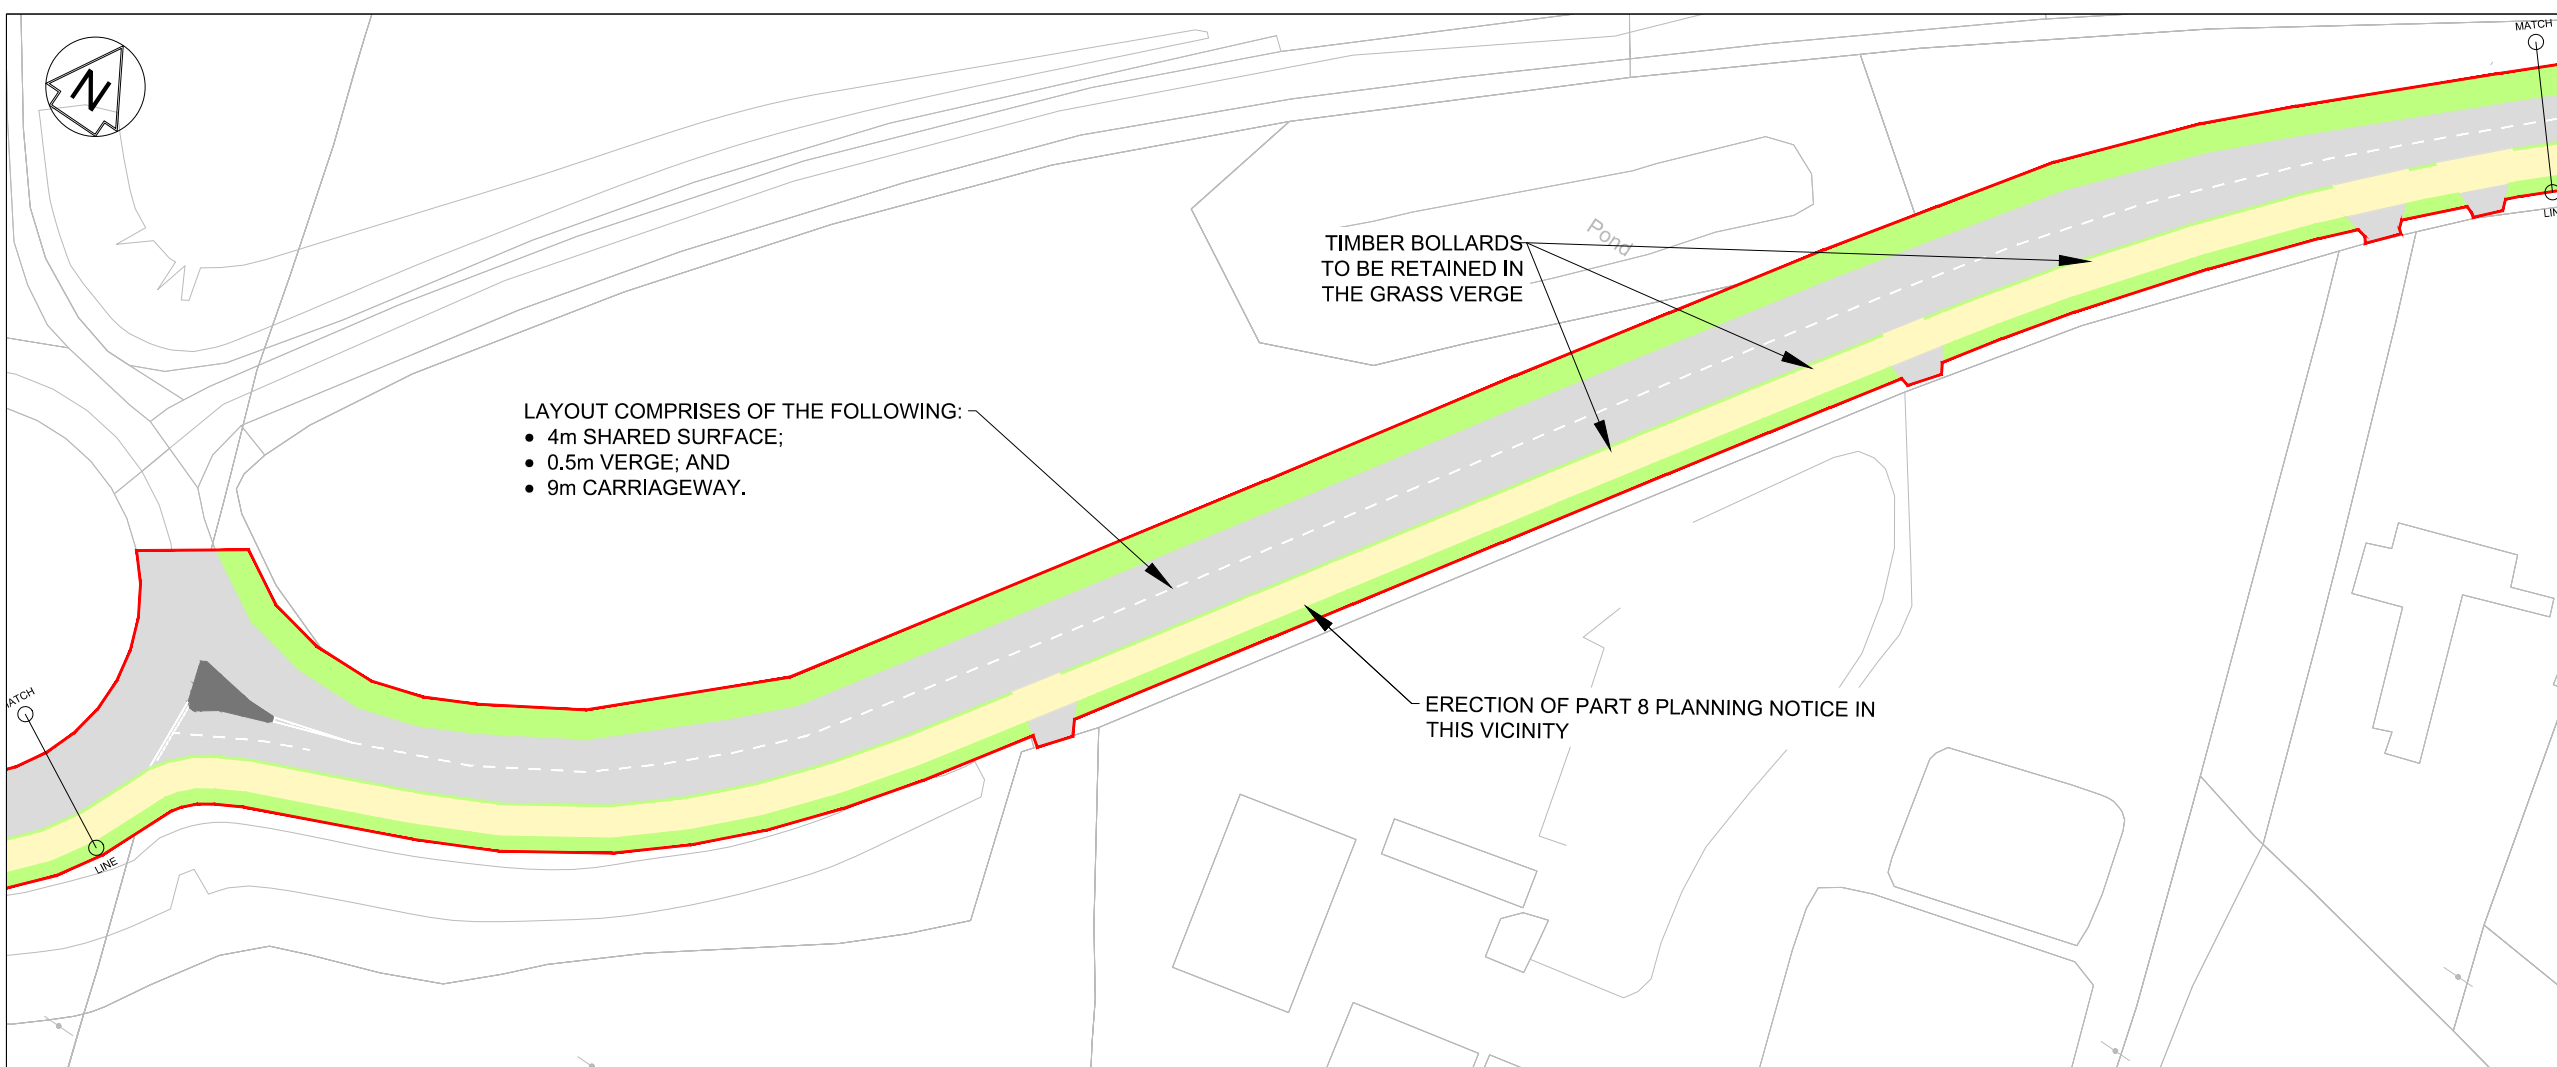 N
MATCH
Pond
TIMBER BOLLARDS
TO BE RETAINED IN
THE GRASS VERGE
LAYOUT COMPRISES OF THE FOLLOWING:
• 4m SHARED SURFACE;
• 0.5m VERGE; AND
• 9m CARRIAGEWAY.
ERECTION OF PART 8 PLANNING NOTICE IN
THIS VICINITY
LINE